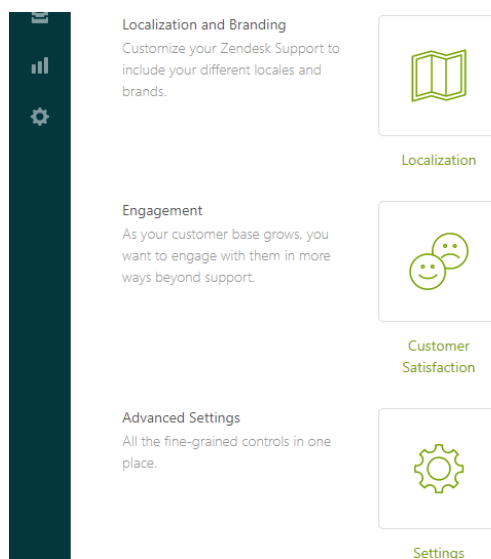 Localization and Branding
Customize your Zendesk Support to
include your different locales and
brands.
Localization
Engagement
As your customer base grows, you
want to engage with them in more
ways beyond support.
Customer
Satisfaction
Advanced Settings
All the fine-grained controls in one
place.
Settings